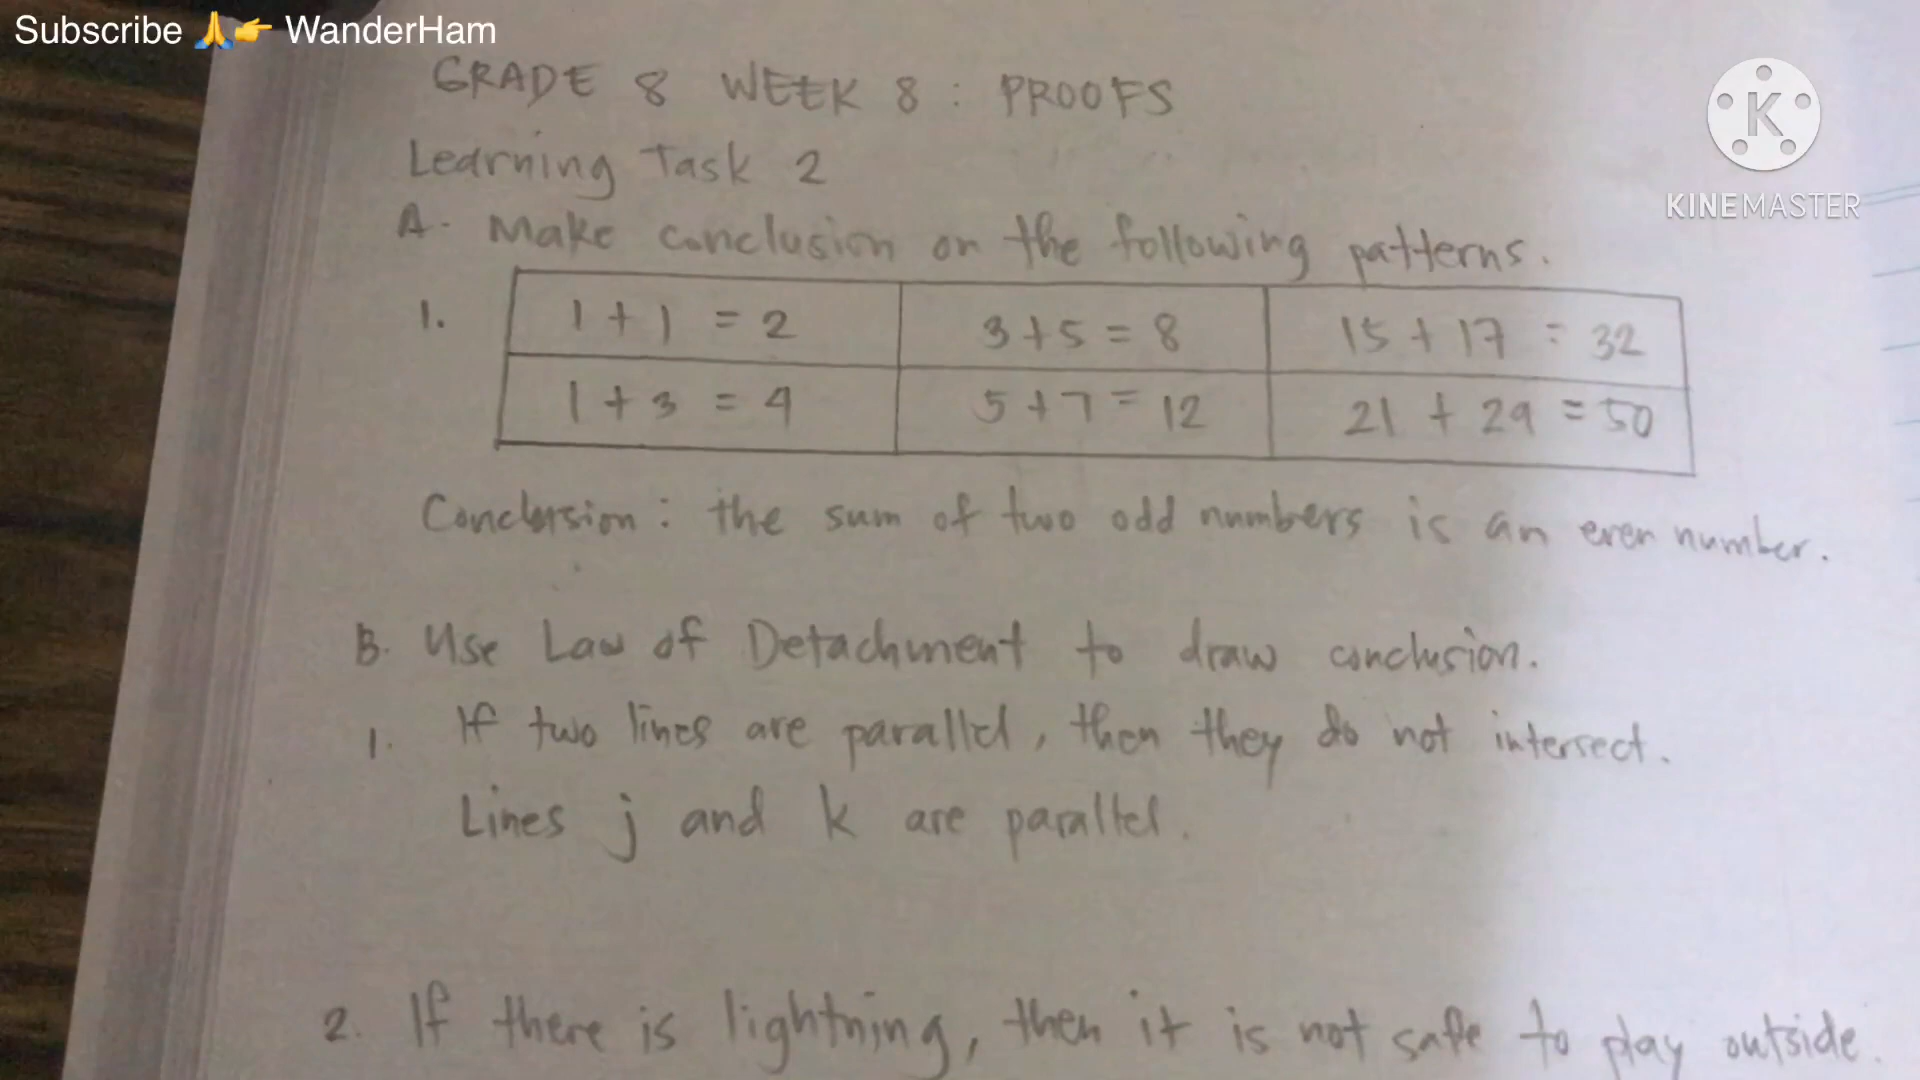 Subscribe 🙏👉 WanderHam
GRADE 8 WEEK 8 : PROOFS
K
KINEMASTER
Learning Task 2
A. Make conclusion on the following patterns.
1. 1 + 1 = 2 3 + 5 = 8 15 + 17 = 32
1 + 3 = 4 5 + 7 = 12 21 + 29 = 50
Conclusion : the sum of two odd numbers is an even number.
B. Use Law of Detachment to draw conclusion.
1. If two lines are parallel, then they do not intersect.
Lines j and k are parallel.
2. If there is lightning, then it is not safe to play outside.